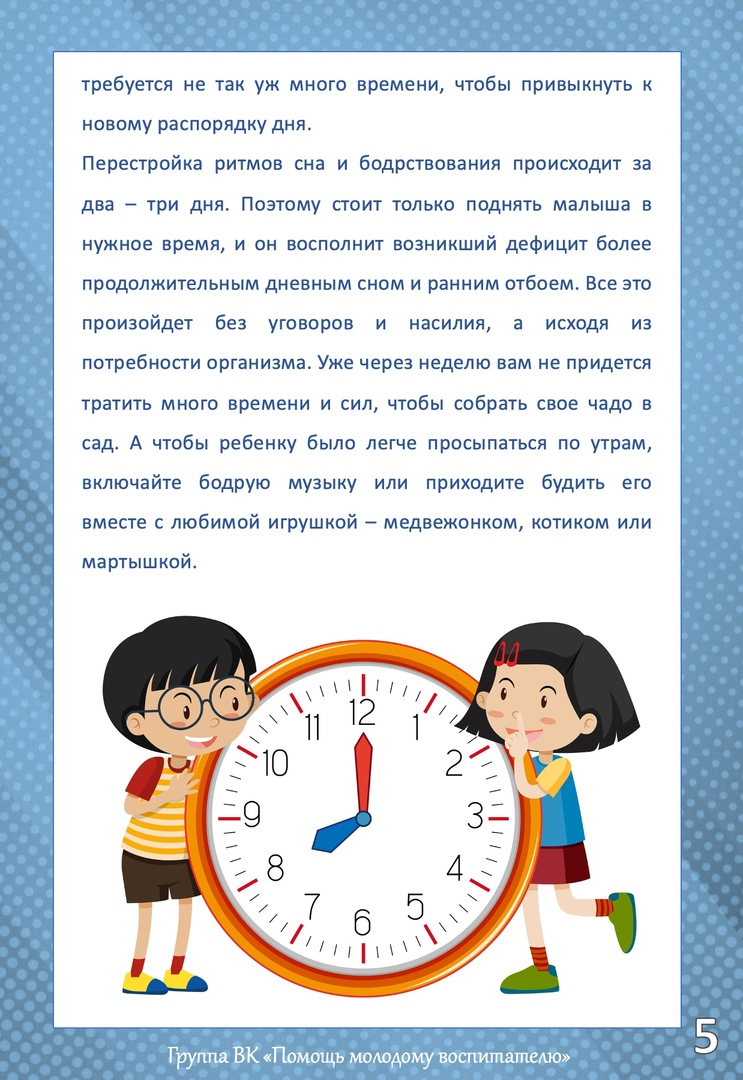 требуется не так уж много времени, чтобы привыкнуть к
новому распорядку дня.
Перестройка ритмов сна и бодрствования происходит за
два – три дня. Поэтому стоит только поднять малыша в
нужное время, и он восполнит возникший дефицит более
продолжительным дневным сном и ранним отбоем. Все это
произойдет без уговоров и насилия, а исходя из
потребности организма. Уже через неделю вам не придется
тратить много времени и сил, чтобы собрать свое чадо в
сад. А чтобы ребенку было легче просыпаться по утрам,
включайте бодрую музыку или приходите будить его
вместе с любимой игрушкой – медвежонком, котиком или
мартышкой.
12
11 1
10 2
9 3
8 4
7 5
6
5
Группа ВК «Помощь молодому воспитателю»